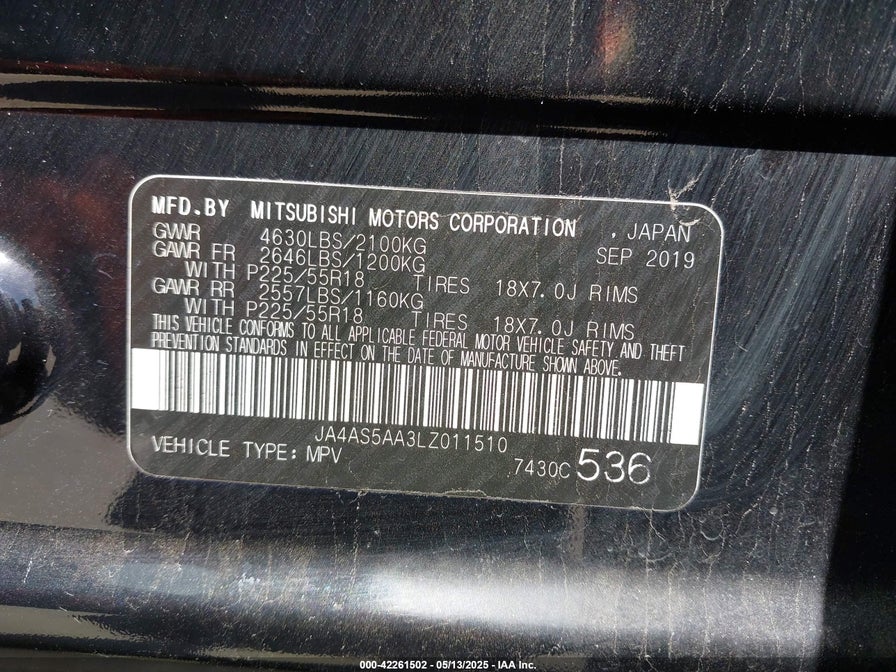 MFD.BY MITSUBISHI MOTORS CORPORATION , JAPAN
GVWR 4630LBS/2100KG SEP 2019
GAWR FR 2646LBS/1200KG
WITH P225/55R18 TIRES 18X7.0J RIMS
GAWR RR 2557LBS/1160KG
WITH P225/55R18 TIRES 18X7.0J RIMS
THIS VEHICLE CONFORMS TO ALL APPLICABLE FEDERAL MOTOR VEHICLE SAFETY AND THEFT
PREVENTION STANDARDS IN EFFECT ON THE DATE OF MANUFACTURE SHOWN ABOVE.
JA4AS5AA3LZ011510
VEHICLE TYPE: MPV 7430C 536
000-42261502 - 05/13/2025 - IAA Inc.